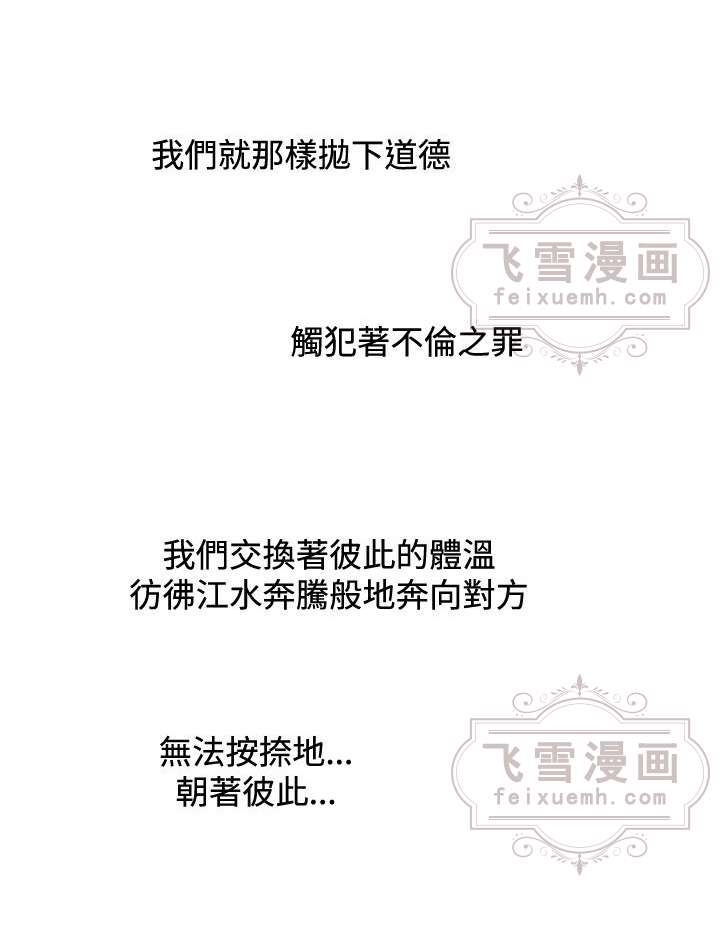 我們就那樣拋下道德
飞雪漫画
feixuemh.com
觸犯著不倫之罪
我們交換著彼此的體溫
彷彿江水奔騰般地奔向對方
無法按捺地...
朝著彼此...
飞雪漫画
feixuemh.com